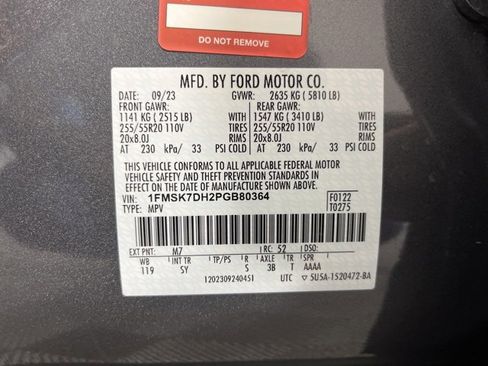 DO NOT REMOVE
MFD. BY FORD MOTOR CO.
DATE: 09/23 GVWR: 2635 KG ( 5810 LB)
FRONT GAWR: REAR GAWR:
1141 KG ( 2515 LB) WITH 1547 KG ( 3410 LB) WITH
255/55R20 110V TIRES 255/55R20 110V TIRES
20x8.0J RIMS 20x8.0J RIMS
AT 230 kPa/ 33 PSI COLD AT 230 kPa/ 33 PSI COLD
THIS VEHICLE CONFORMS TO ALL APPLICABLE FEDERAL MOTOR
VEHICLE SAFETY AND THEFT PREVENTION STANDARDS IN
EFFECT ON THE DATE OF MANUFACTURE SHOWN ABOVE.
VIN: 1FMSK7DH2PGB80364 F0122
TYPE: MPV T0275
EXT PNT: M7 RC: 52 DSO:
WB INT TR TP/PS R AXLE TR SPR
119 SY S 3B T AAAA
1202309240451 UTC 5U5A-1520472-BA